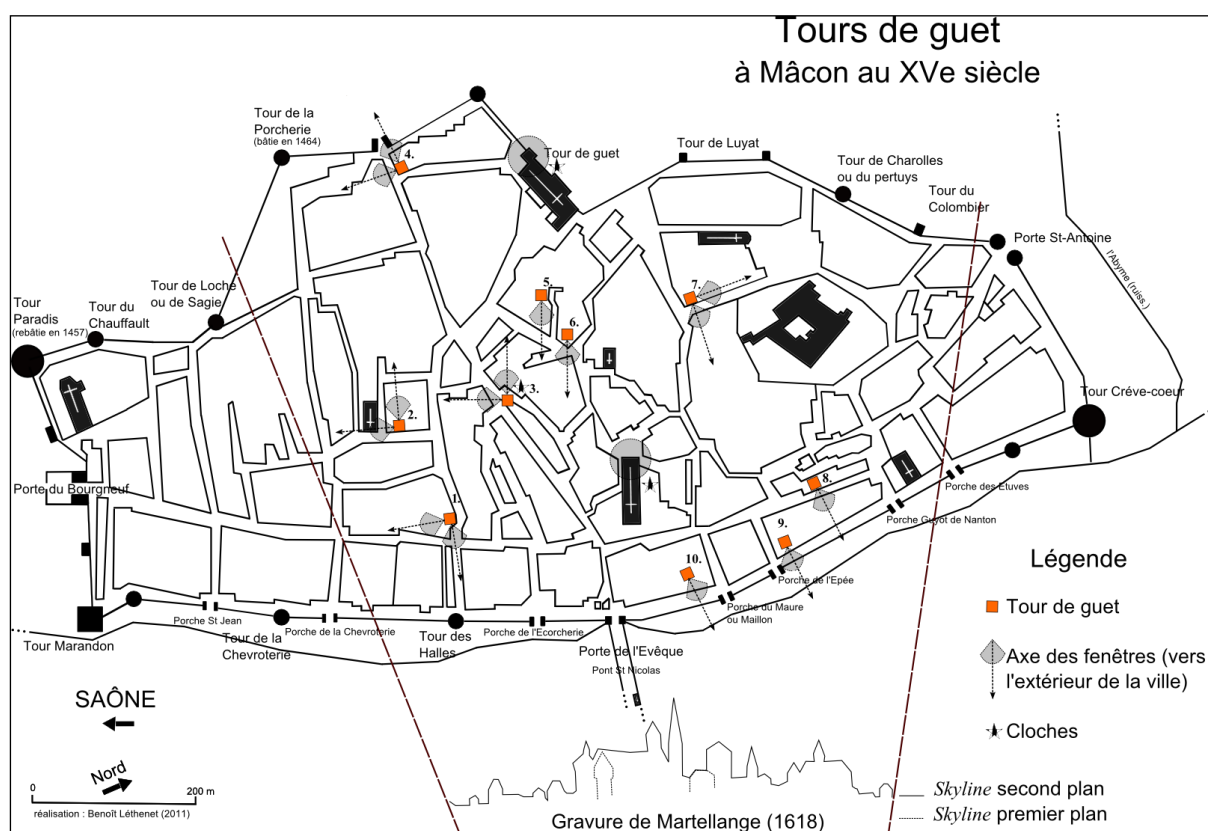 Tours de guet
à Mâcon au XVe siècle
Tour de la
Porcherie
(bâtie en 1464)
4.
Tour de guet
Tour de Luyat
Tour de Charolles
ou du pertuys
Tour du
Colombier
Porte St-Antoine
l'Abyme (ruiss.)
Tour de Loche
ou de Sagie
Tour
Paradis
(rebâtie en 1457)
Tour du
Chauffault
5.
6.
7.
3.
2.
Tour Créve-coeur
Porte du Bourgneuf
1.
8.
9.
10.
Porche des Etuves
Porche Guyot de Nanton
Porche de l'Epée
Porche du Maure
ou Maillon
Tour Marandon
Porche St Jean
Tour de la
Chevroterie
Porche de la Chevroterie
Tour des
Halles
Porche de l'Ecorcherie
Porte de l'Evêque
Pont St Nicolas
Légende
Tour de guet
Axe des fenêtres (vers
l'extérieur de la ville)
Cloches
Skyline second plan
Skyline premier plan
SAÔNE
Nord
0 200 m
réalisation : Benoît Léthenet (2011)
Gravure de Martellange (1618)